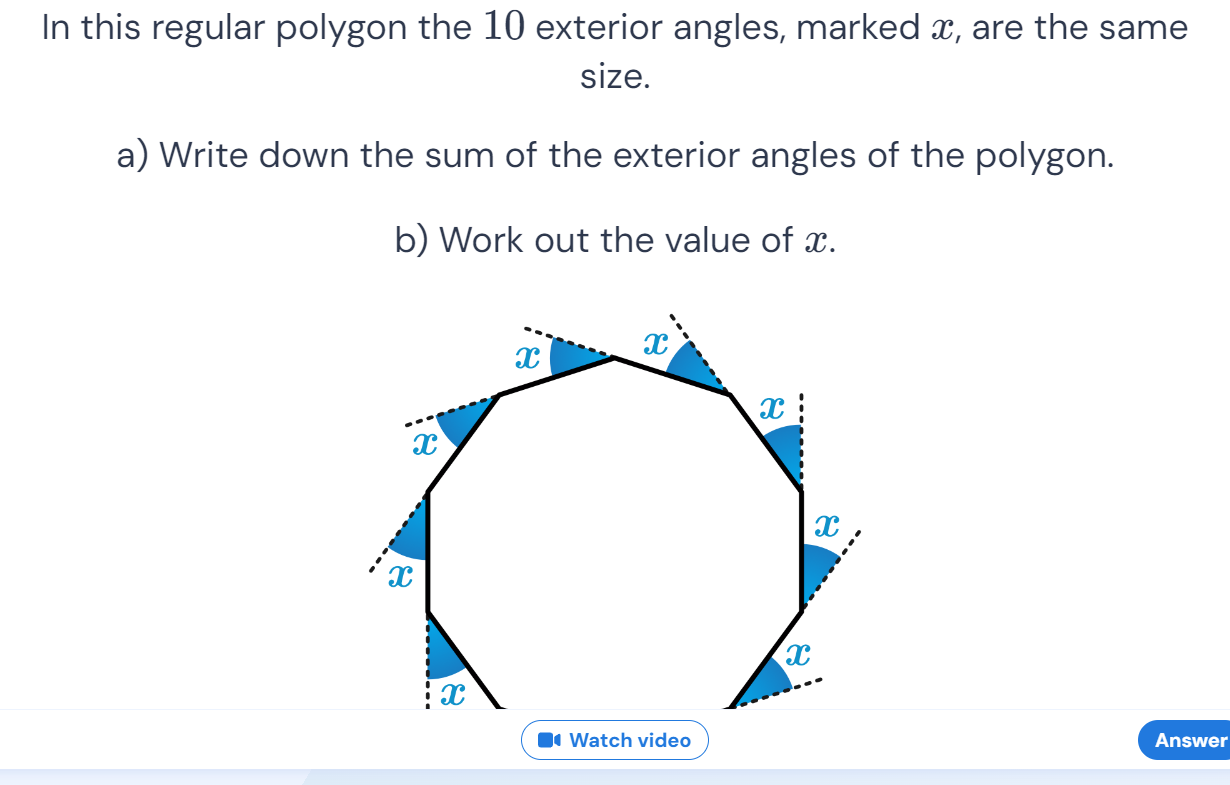 In this regular polygon the 10 exterior angles, marked x, are the same
size.
a) Write down the sum of the exterior angles of the polygon.
b) Work out the value of x.
x
x
x
x
x
x
x
x
Watch video
Answer